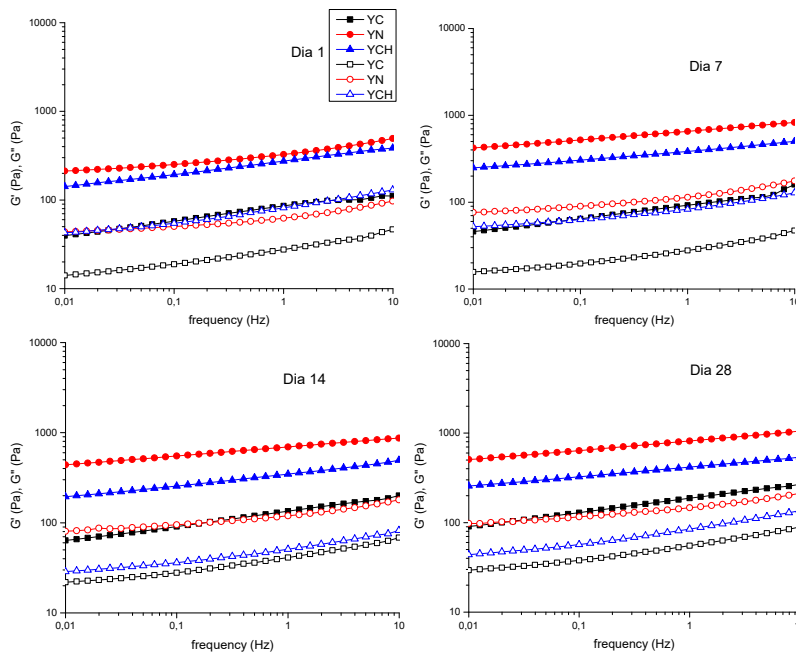 10000
1000
100
10
G' (Pa), G" (Pa)
0,01
0,1
1
10
frequency (Hz)
Dia 1
YC
YN
YCH
YC
YN
YCH
10000
1000
100
10
G' (Pa), G" (Pa)
0,01
0,1
1
10
frequency (Hz)
Dia 7
10000
1000
100
10
G' (Pa), G" (Pa)
0,01
0,1
1
10
frequency (Hz)
Dia 14
10000
1000
100
10
G' (Pa), G" (Pa)
0,01
0,1
1
frequency (Hz)
Dia 28